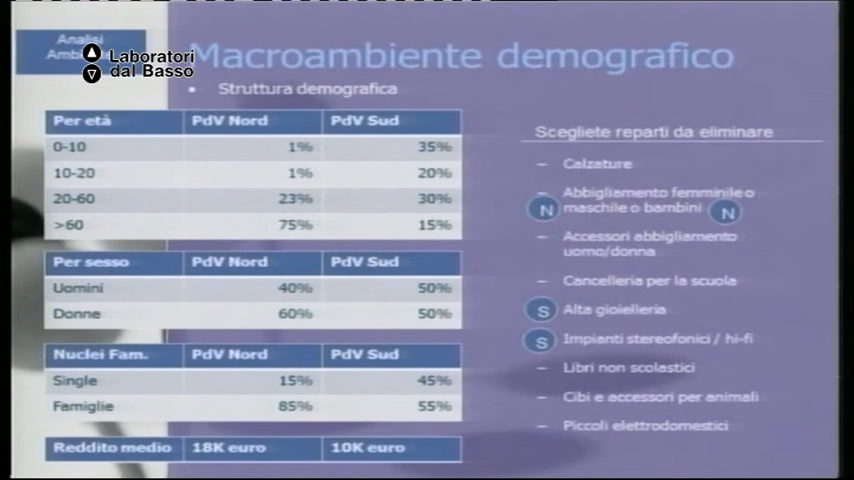 Analisi
Laboratori
dal Basso
Macroambiente demografico
• Struttura demografica
Per età PdV Nord PdV Sud
0-10 1% 35%
10-20 1% 20%
20-60 23% 30%
>60 75% 15%
Per sesso PdV Nord PdV Sud
Uomini 40% 50%
Donne 60% 50%
Nuclei Fam. PdV Nord PdV Sud
Single 15% 45%
Famiglie 85% 55%
Reddito medio 18K euro 10K euro
Scegliete reparti da eliminare
– Calzature
– Abbigliamento femminile o
N maschile o bambini N
– Accessori abbigliamento
uomo/donna
– Cancelleria per la scuola
S Alta gioielleria
S Impianti stereofonici / hi-fi
– Libri non scolastici
– Cibi e accessori per animali
– Piccoli elettrodomestici